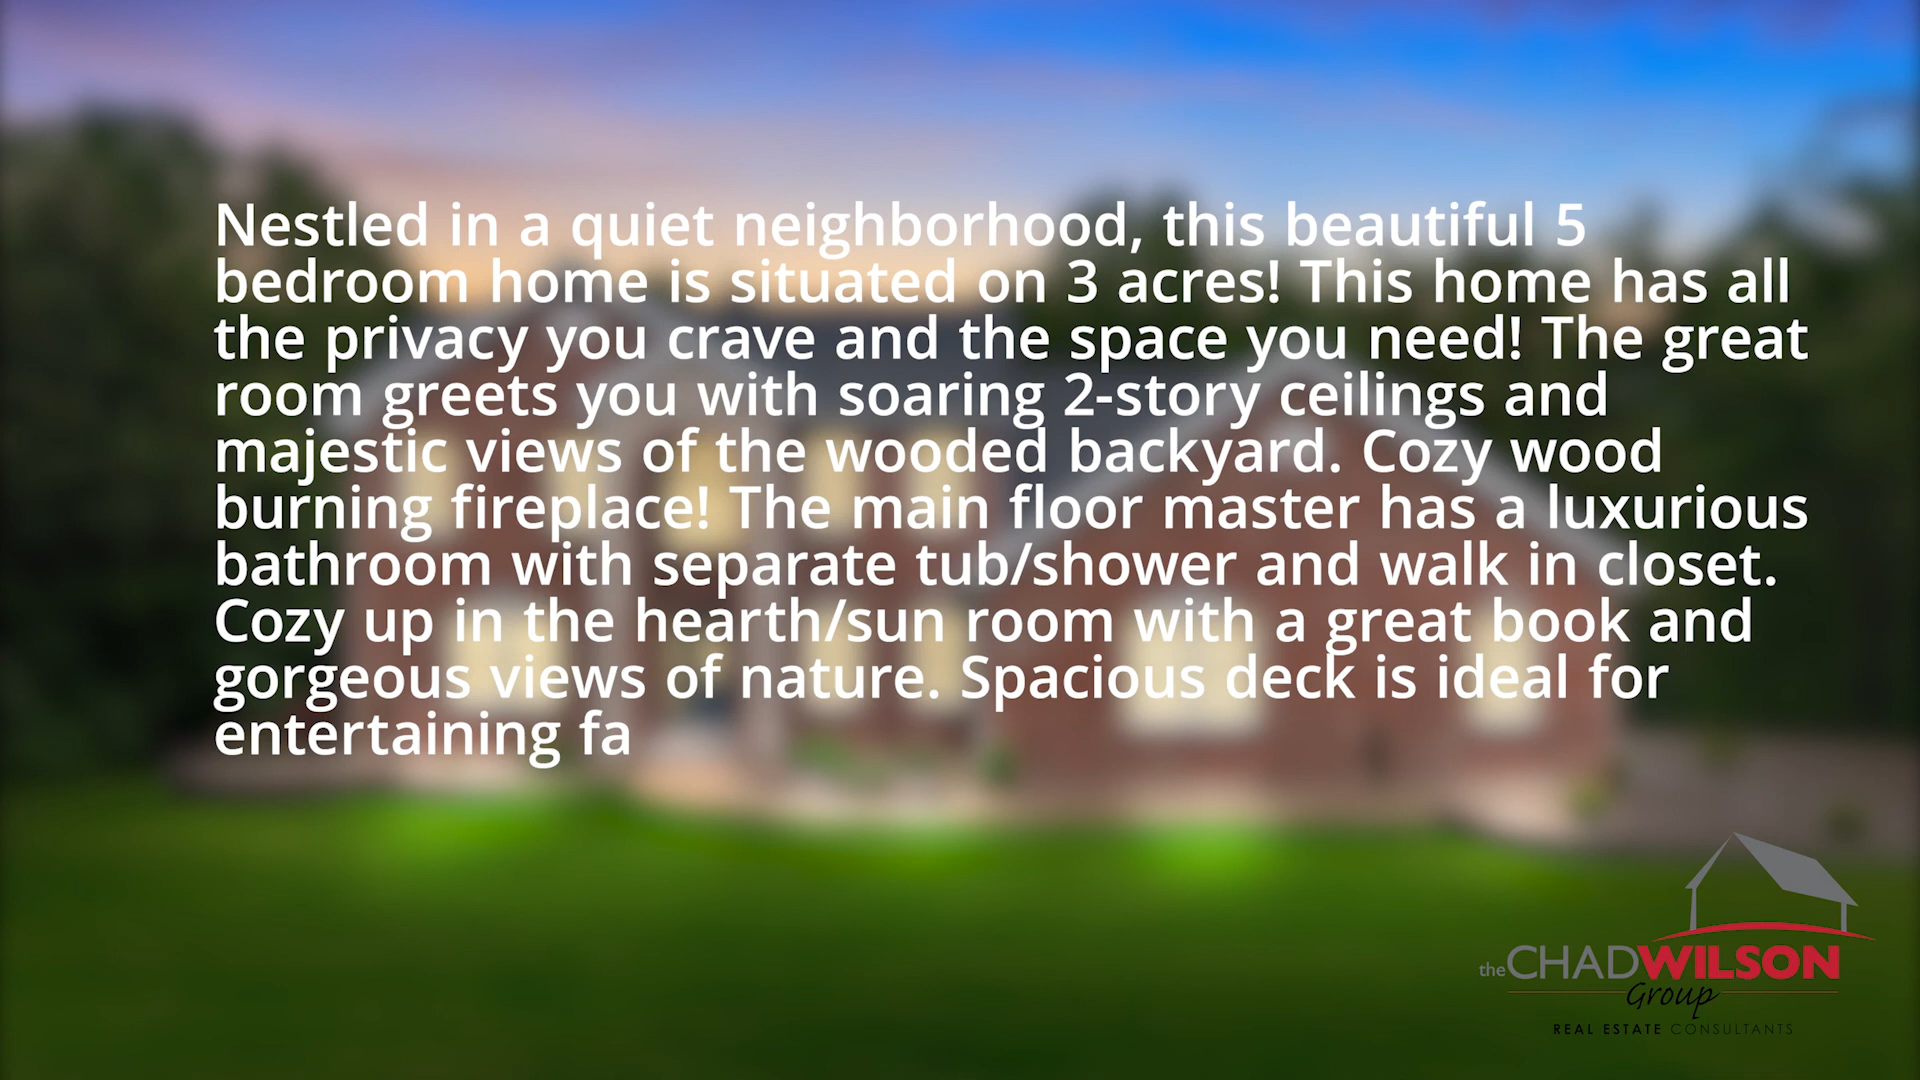 Nestled in a quiet neighborhood, this beautiful 5
bedroom home is situated on 3 acres! This home has all
the privacy you crave and the space you need! The great
room greets you with soaring 2-story ceilings and
majestic views of the wooded backyard. Cozy wood
burning fireplace! The main floor master has a luxurious
bathroom with separate tub/shower and walk in closet.
Cozy up in the hearth/sun room with a great book and
gorgeous views of nature. Spacious deck is ideal for
entertaining fa
theCHADWILSON
Group
REAL ESTATE CONSULTANTS